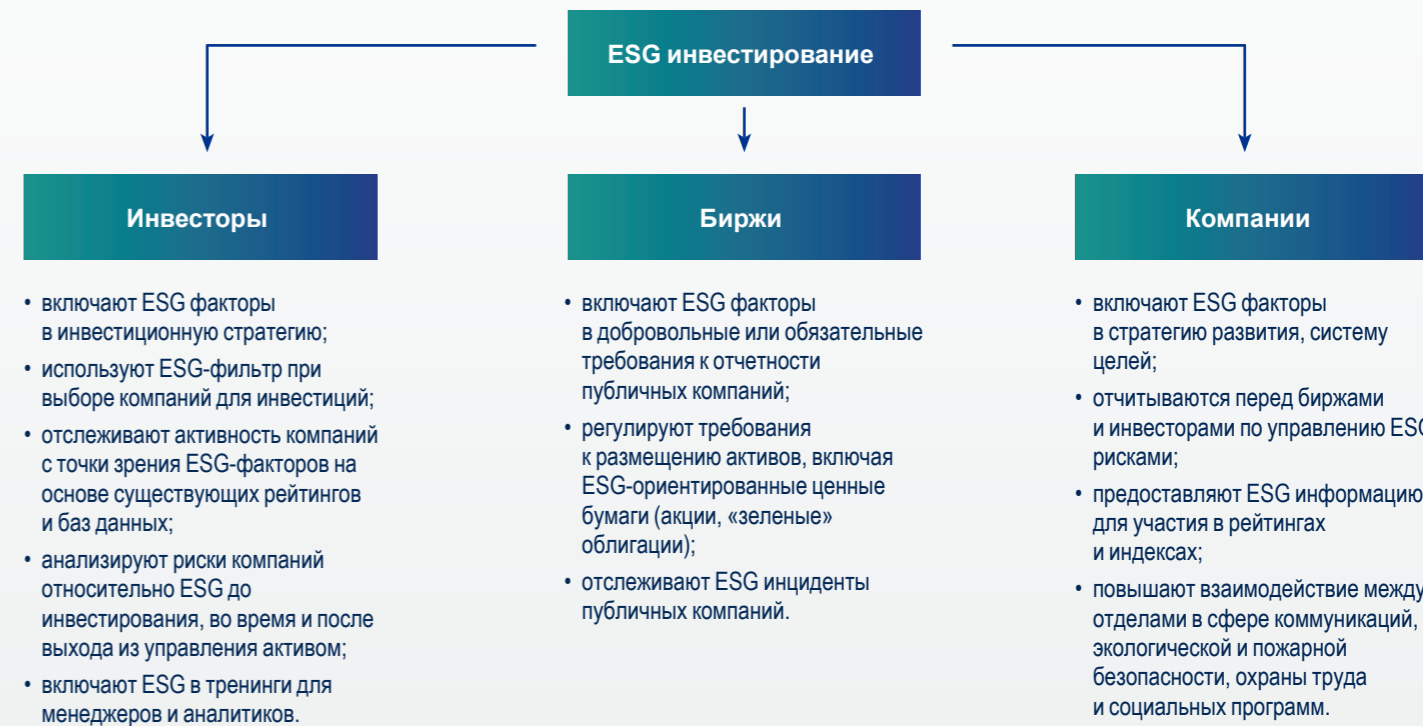 ESG инвестирование
Инвесторы
• включают ESG факторы
в инвестиционную стратегию;
• используют ESG-фильтр при
выборе компаний для инвестиций;
• отслеживают активность компаний
с точки зрения ESG-факторов на
основе существующих рейтингов
и баз данных;
• анализируют риски компаний
относительно ESG до
инвестирования, во время и после
выхода из управления активом;
• включают ESG в тренинги для
менеджеров и аналитиков.
Биржи
• включают ESG факторы
в добровольные или обязательные
требования к отчетности
публичных компаний;
• регулируют требования
к размещению активов, включая
ESG-ориентированные ценные
бумаги (акции, «зеленые»
облигации);
• отслеживают ESG инциденты
публичных компаний.
Компании
• включают ESG факторы
в стратегию развития, систему
целей;
• отчитываются перед биржами
и инвесторами по управлению ESG
рисками;
• предоставляют ESG информацию
для участия в рейтингах
и индексах;
• повышают взаимодействие между
отделами в сфере коммуникаций,
экологической и пожарной
безопасности, охраны труда
и социальных программ.